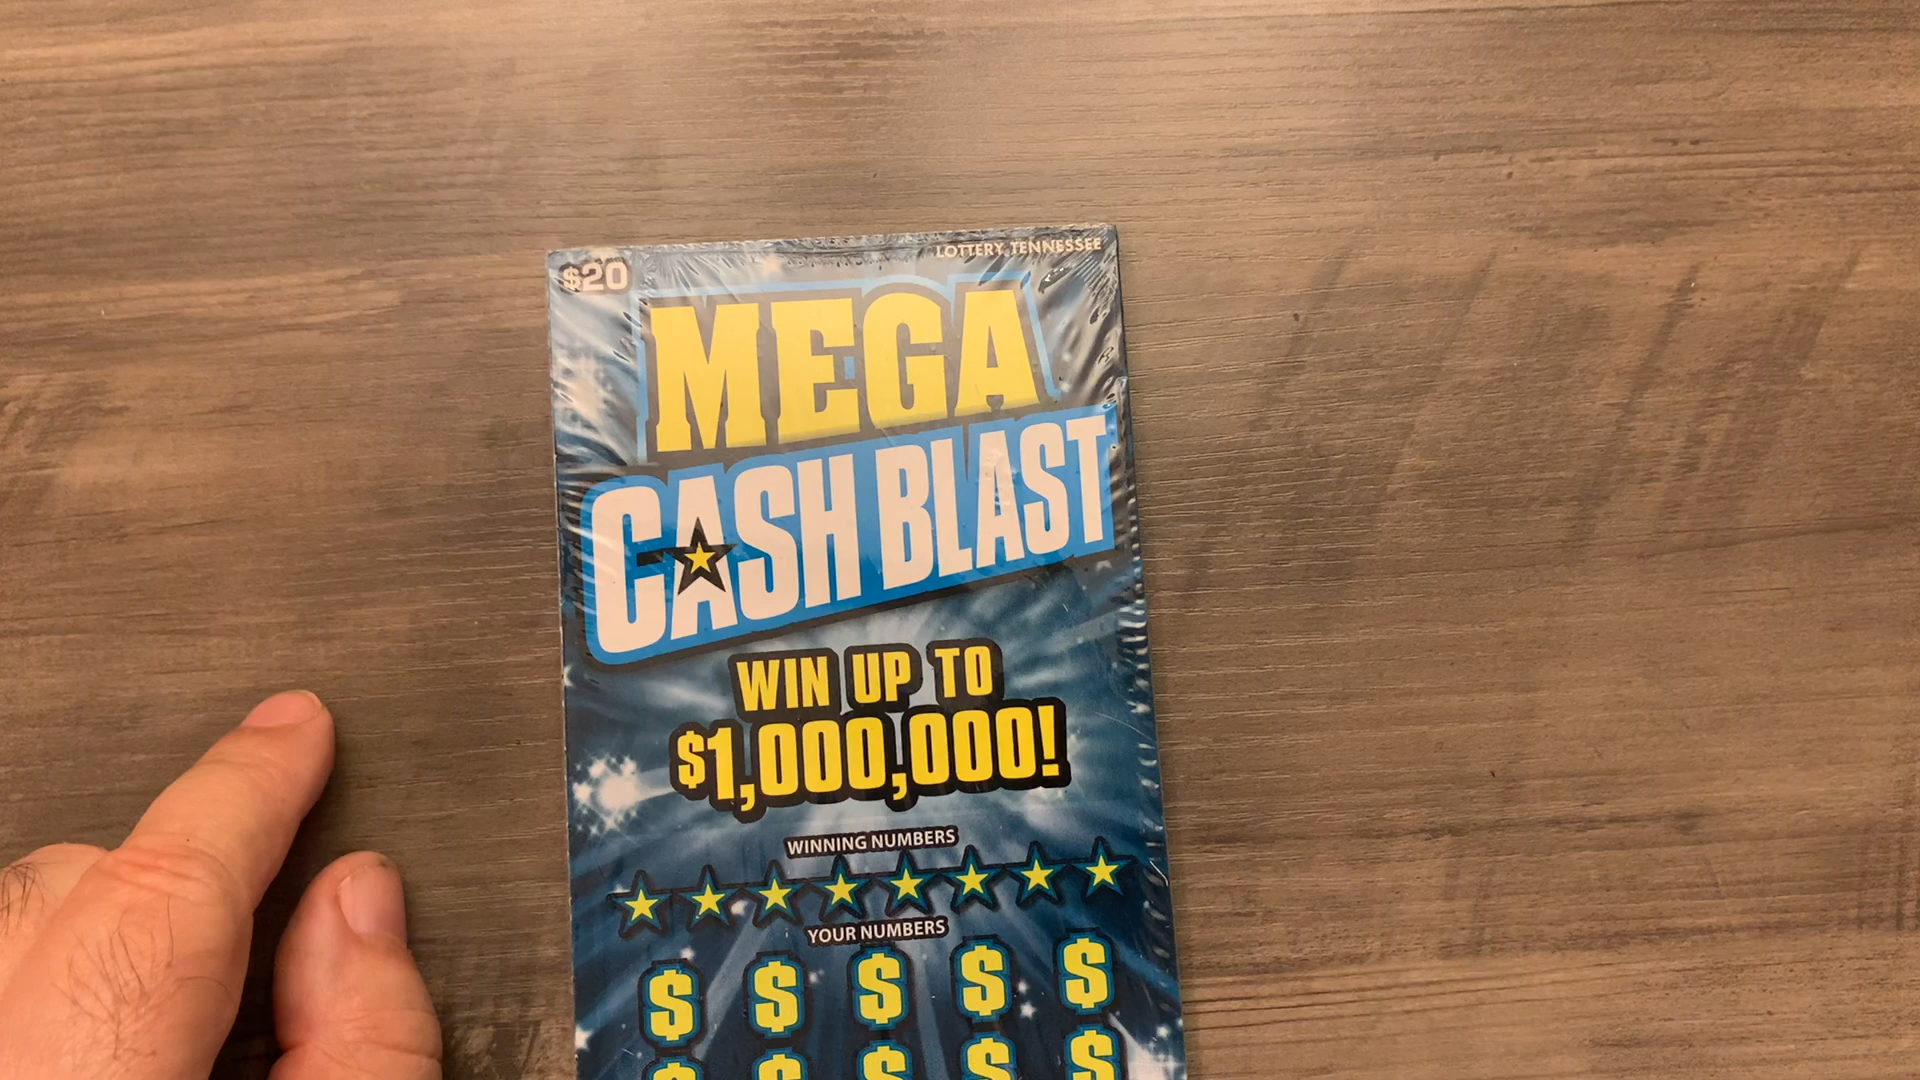 $20
LOTTERY, TENNESSEE
MEGA
CASH BLAST
WIN UP TO
$1,000,000!
WINNING NUMBERS
YOUR NUMBERS
$ $ $ $ $
$ $ $ $ $